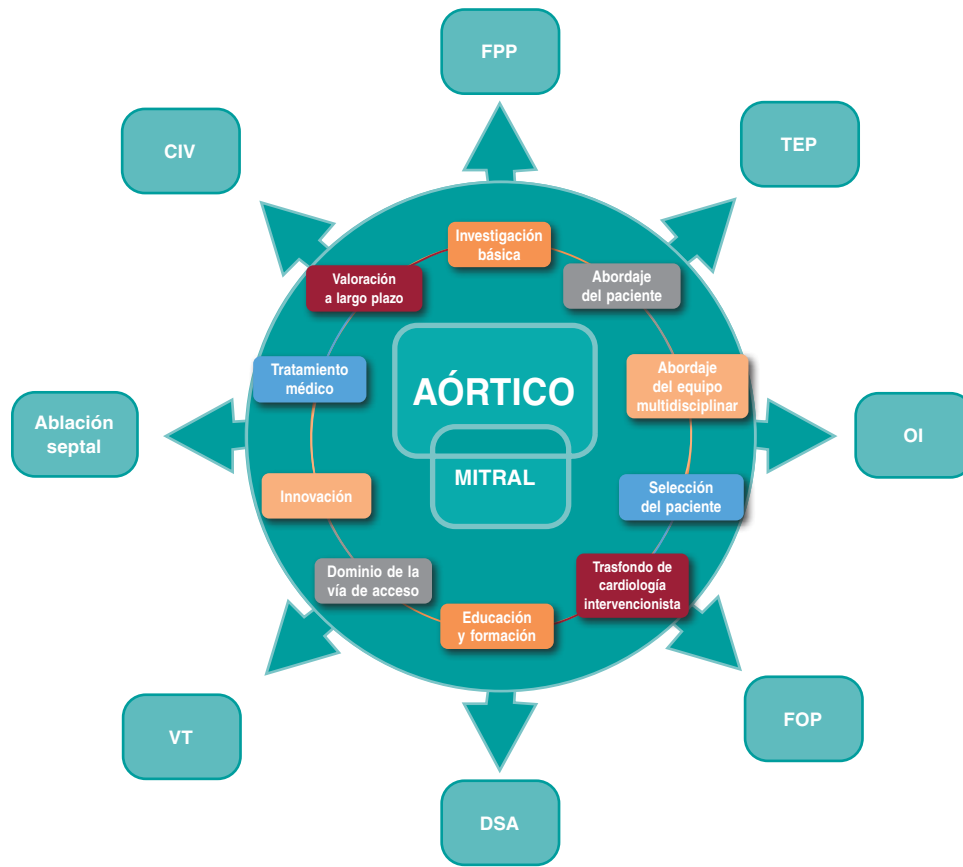 FPP
CIV
TEP
Investigación
básica
Valoración
a largo plazo
Abordaje
del paciente
Tratamiento
médico
AÓRTICO
Abordaje
del equipo
multidisciplinar
Ablación
septal
OI
MITRAL
Innovación
Selección
del paciente
Dominio de la
vía de acceso
Trasfondo de
cardiología
intervencionista
Educación
y formación
VT
FOP
DSA